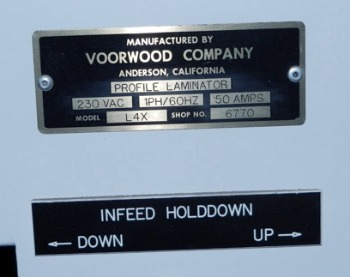 MANUFACTURED BY
VOORWOOD COMPANY
ANDERSON, CALIFORNIA
PROFILE LAMINATOR
230 VAC 1PH/60HZ 50 AMPS
MODEL L4X SHOP NO. 6770
INFEED HOLDDOWN
← DOWN UP →